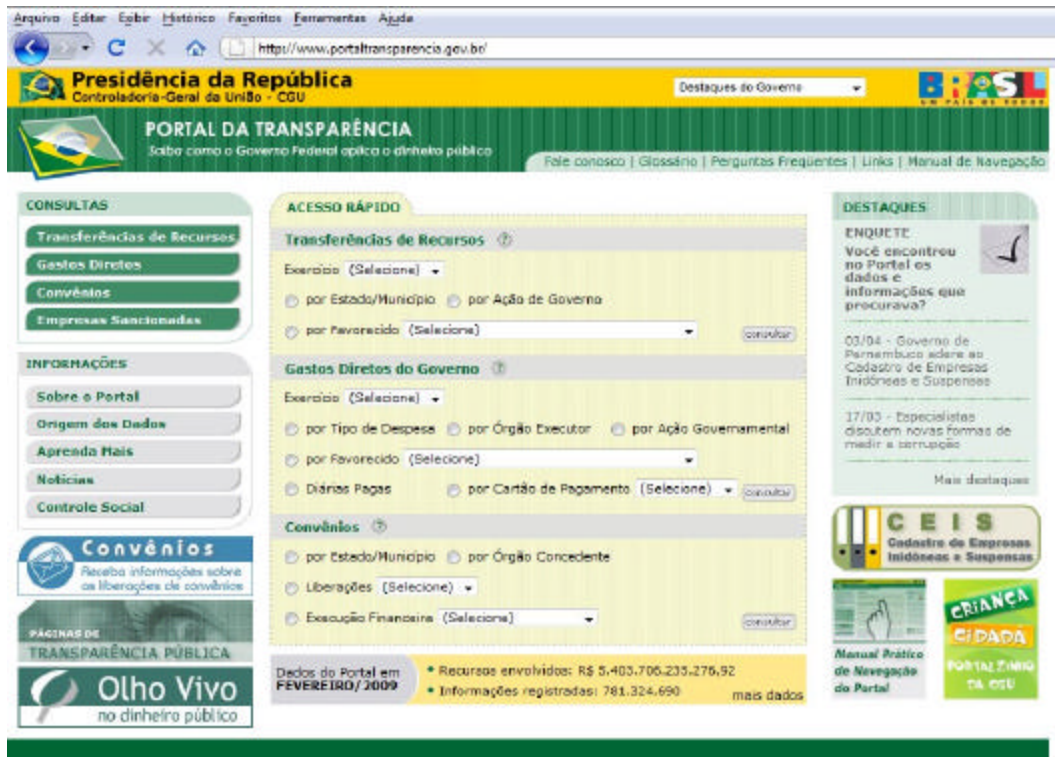 Arquivo Editar Exibir Histórico Favoritos Ferramentas Ajuda
http://www.portaltransparencia.gov.br/
Presidência da República
Controladoria-Geral da União - CGU
Destaques do Governo
BRASIL
UM PAÍS DE TODOS
PORTAL DA TRANSPARÊNCIA
Saiba como o Governo Federal aplica o dinheiro público
Fale conosco | Glossário | Perguntas Freqüentes | Links | Manual de Navegação
CONSULTAS
Transferências de Recursos
Gastos Diretos
Convênios
Empresas Sancionadas
INFORMAÇÕES
Sobre o Portal
Origem dos Dados
Aprenda Mais
Notícias
Controle Social
Convênios
Receba informações sobre
as liberações de convênios
PÁGINAS DE
TRANSPARÊNCIA PÚBLICA
Olho Vivo
no dinheiro público
ACESSO RÁPIDO
Transferências de Recursos ?
Exercício (Selecione)
por Estado/Município por Ação de Governo
por Favorecido (Selecione) consultar
Gastos Diretos do Governo ?
Exercício (Selecione)
por Tipo de Despesa por Órgão Executor por Ação Governamental
por Favorecido (Selecione)
Diárias Pagas por Cartão de Pagamento (Selecione) consultar
Convênios ?
por Estado/Município por Órgão Concedente
Liberações (Selecione)
Execução Financeira (Selecione) consultar
Dados do Portal em
FEVEREIRO/2009
• Recursos envolvidos: R$ 5.403.706.235.276,92
• Informações registradas: 781.324.690
mais dados
DESTAQUES
ENQUETE
Você encontrou
no Portal os
dados e
informações que
procurava?
03/04 - Governo de
Pernambuco adere ao
Cadastro de Empresas
Inidôneas e Suspensas
17/03 - Especialistas
discutem novas formas de
medir a corrupção
Mais destaques
CEIS
Cadastro de Empresas
Inidôneas e Suspensas
Manual Prático
de Navegação
do Portal
CRIANÇA
CIDADÃ
PORTALZINHO
DA CGU